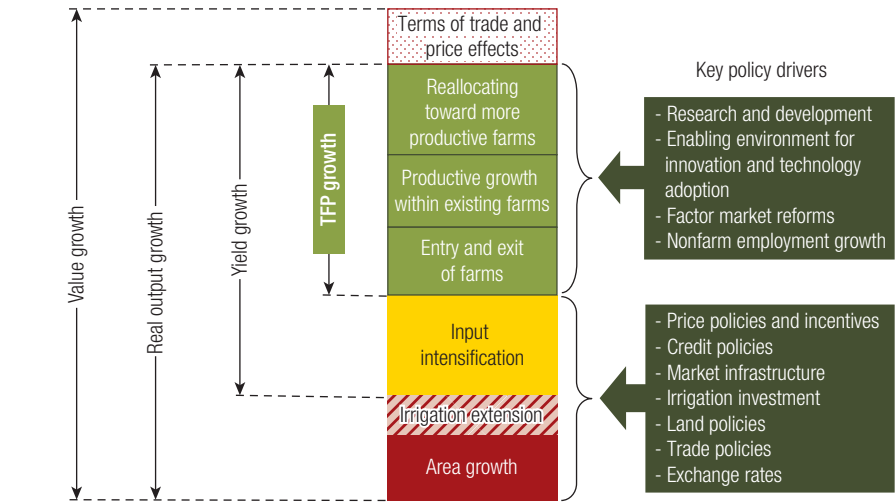 Value growth
Real output growth
Yield growth
TFP growth
Terms of trade and
price effects
Reallocating
toward more
productive farms
Productive growth
within existing farms
Entry and exit
of farms
Input
intensification
Irrigation extension
Area growth
Key policy drivers
- Research and development
- Enabling environment for
innovation and technology
adoption
- Factor market reforms
- Nonfarm employment growth
- Price policies and incentives
- Credit policies
- Market infrastructure
- Irrigation investment
- Land policies
- Trade policies
- Exchange rates